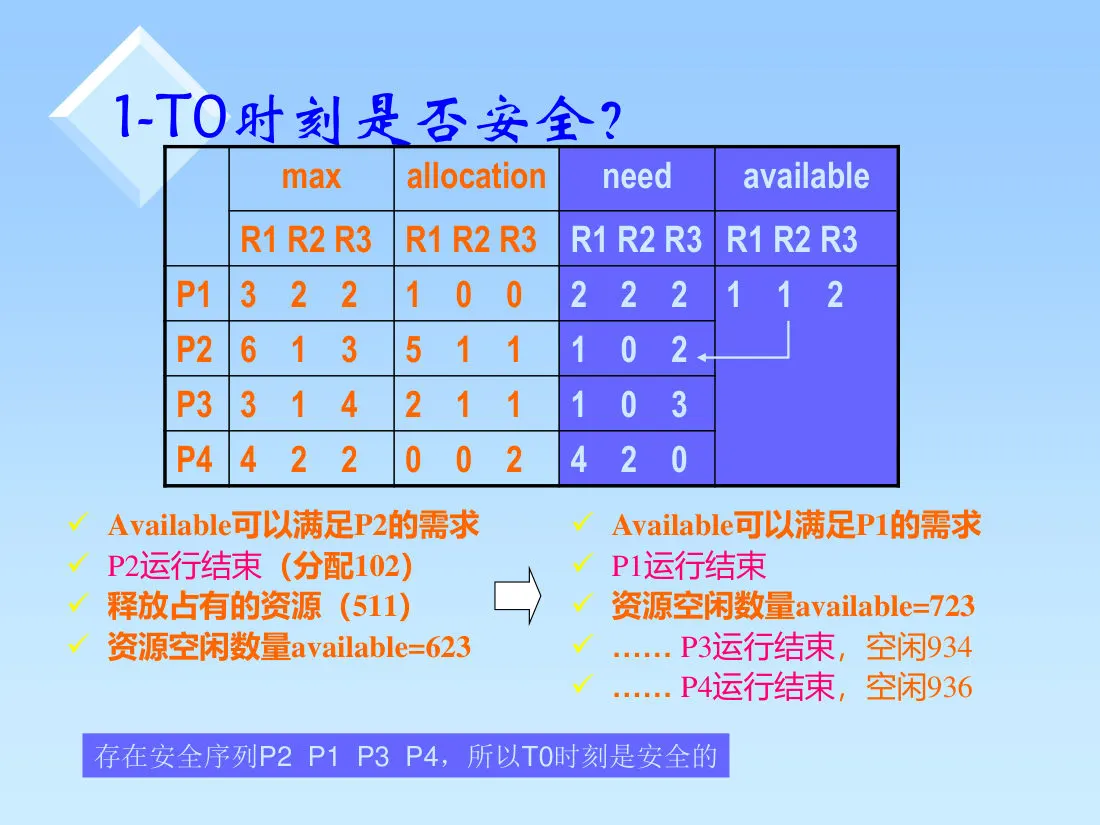 1-T0时刻是否安全?
max allocation need available
R1 R2 R3 R1 R2 R3 R1 R2 R3 R1 R2 R3
P1 3 2 2 1 0 0 2 2 2 1 1 2
P2 6 1 3 5 1 1 1 0 2
P3 3 1 4 2 1 1 1 0 3
P4 4 2 2 0 0 2 4 2 0
Available可以满足P2的需求
P2运行结束（分配102）
释放占有的资源（511）
资源空闲数量available=623
Available可以满足P1的需求
P1运行结束
资源空闲数量available=723
…… P3运行结束，空闲934
…… P4运行结束，空闲936
存在安全序列P2 P1 P3 P4，所以T0时刻是安全的